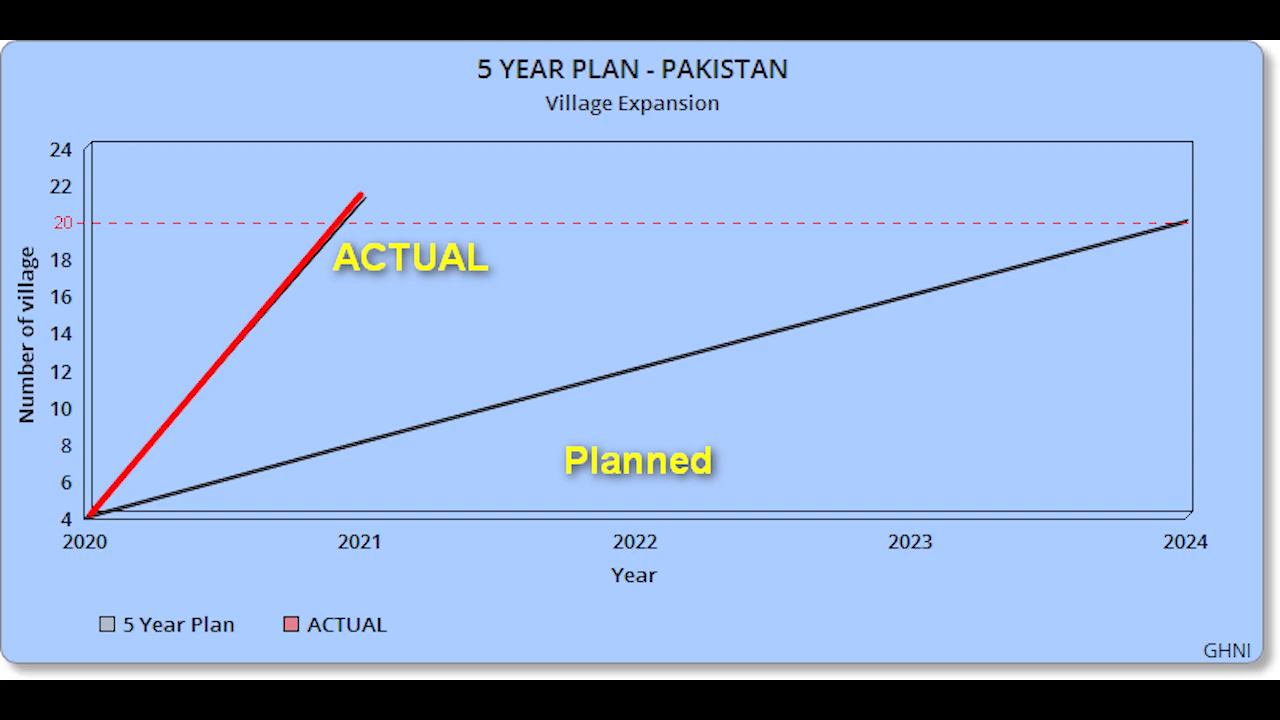 5 YEAR PLAN - PAKISTAN
Village Expansion
24
22
20
18
16
14
12
10
8
6
4
Number of village
ACTUAL
Planned
2020 2021 2022 2023 2024
Year
5 Year Plan ACTUAL
GHNI